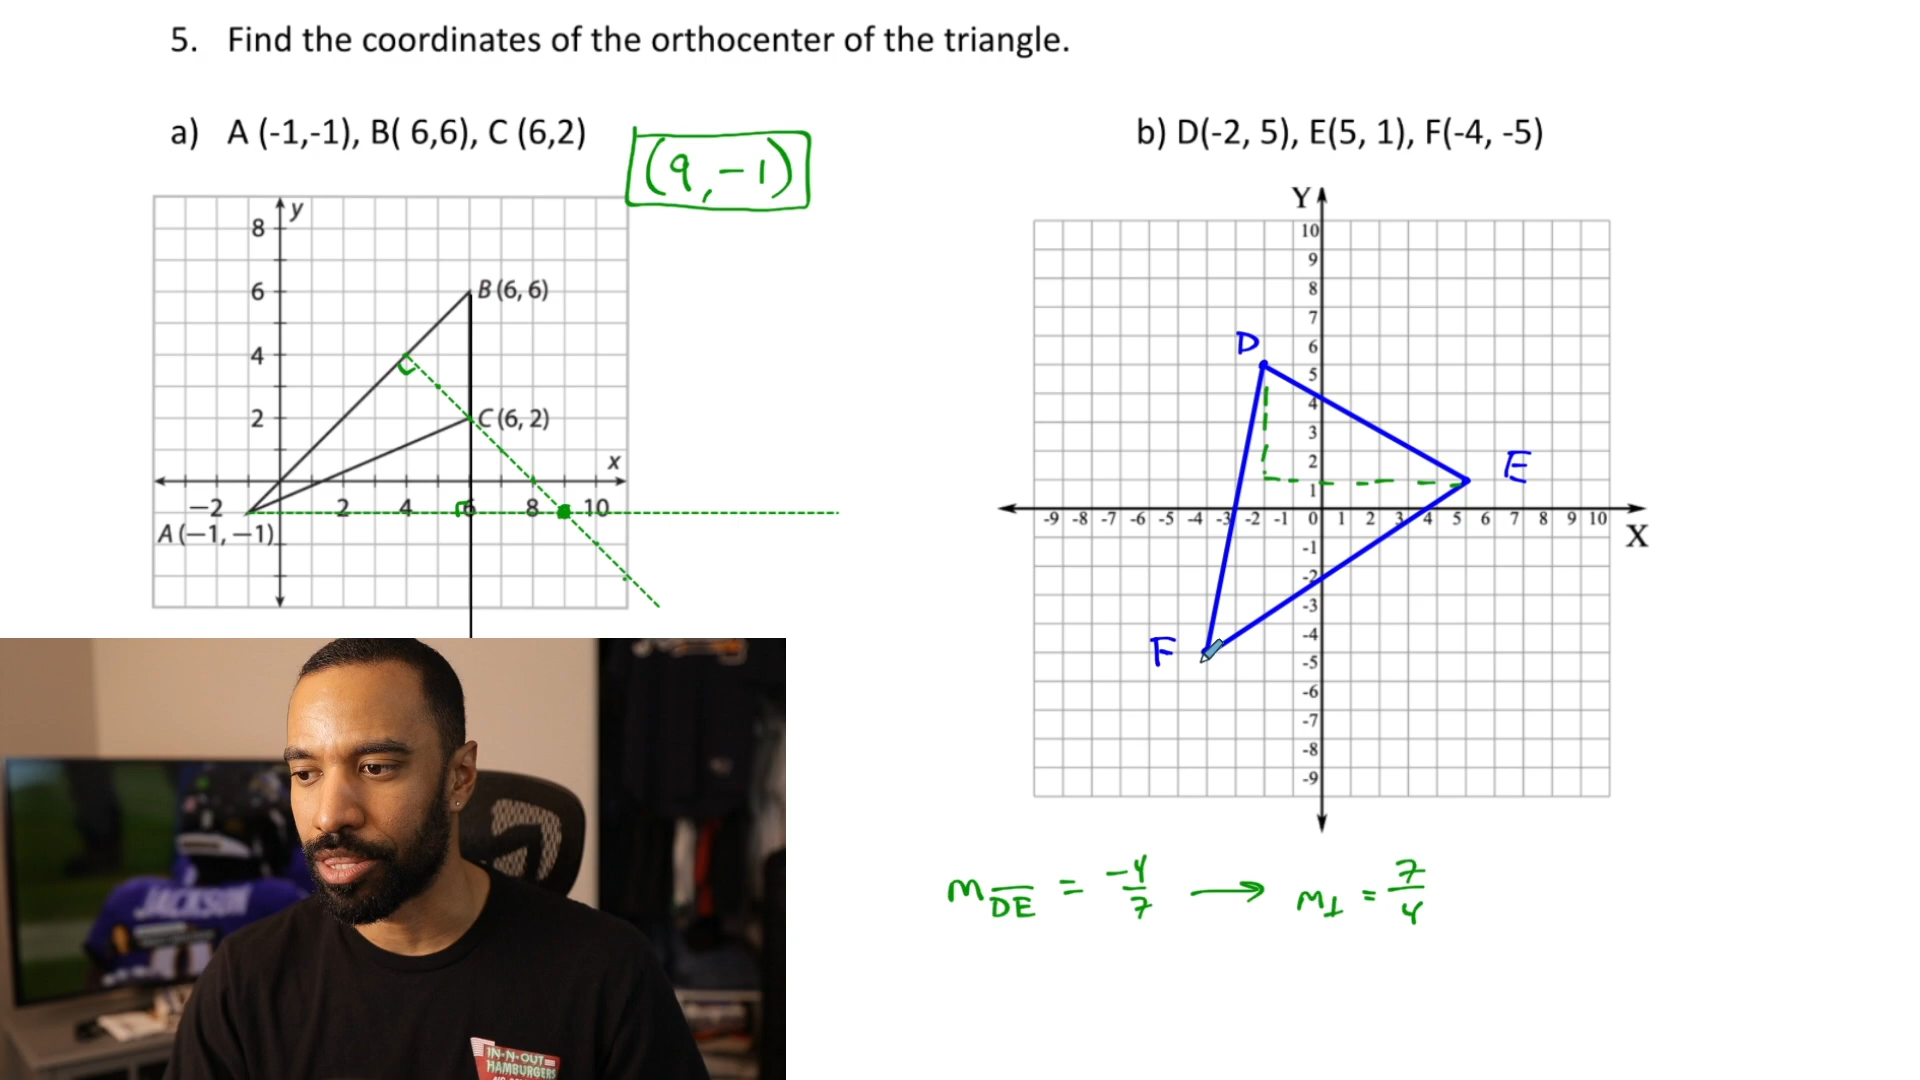 5. Find the coordinates of the orthocenter of the triangle.
a) A (-1,-1), B( 6,6), C (6,2)
(9,-1)
b) D(-2, 5), E(5, 1), F(-4, -5)
y
8
B (6, 6)
6
4
2
C (6, 2)
x
−2 2 4 6 8 10
A (−1, −1)
Y
10
9
8
7
D
6
5
4
3
2
E
1
-9 -8 -7 -6 -5 -4 -3 -2 -1 0 1 2 3 4 5 6 7 8 9 10
X
-1
-2
-3
-4
F
-5
-6
-7
-8
-9
m DE = -4/7 → m⊥ = 7/4
JACKSON
IN-N-OUT
HAMBURGERS